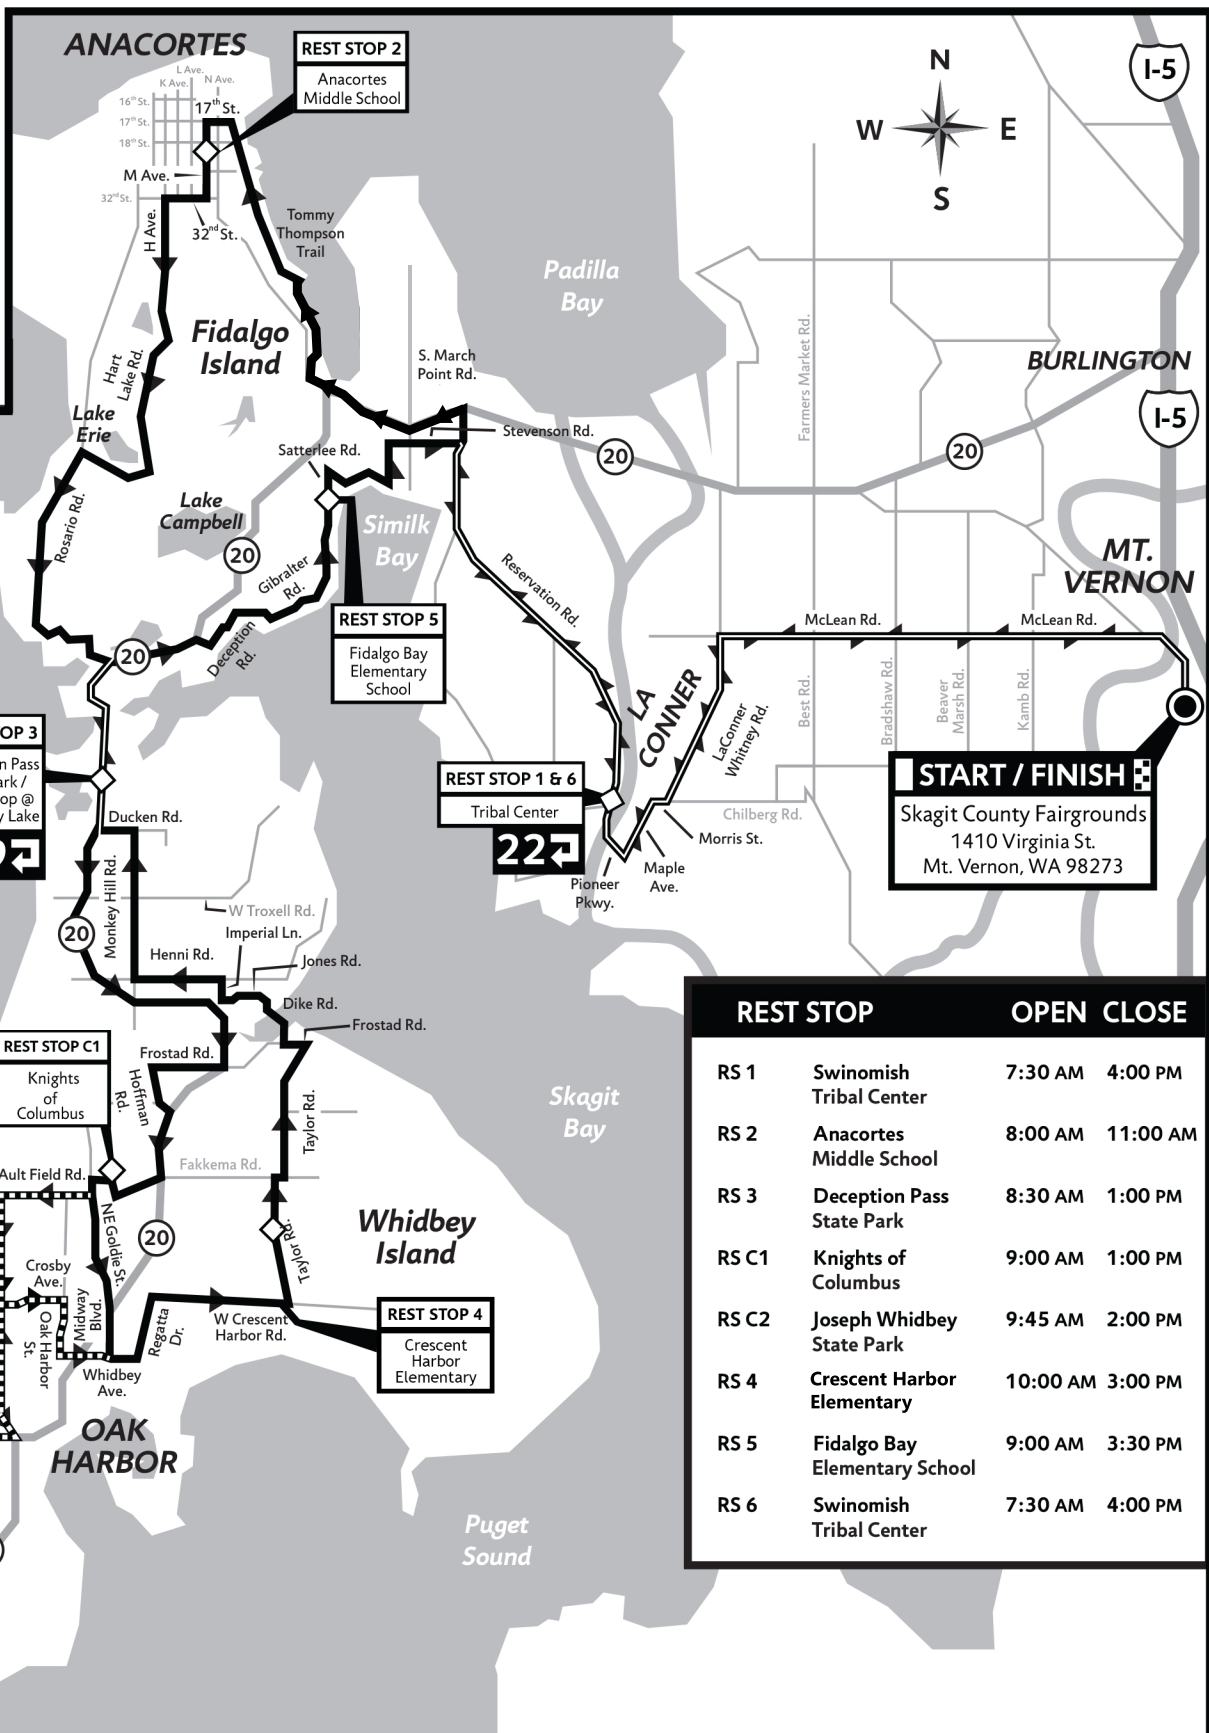 ANACORTES
REST STOP 2
Anacortes
Middle School
L Ave.
K Ave.
N Ave.
16th St.
17th St.
17th St.
18th St.
M Ave.
32nd St.
32nd St.
H Ave.
Tommy
Thompson
Trail
N
W
E
S
I-5
Padilla
Bay
Fidalgo
Island
Hart
Lake Rd.
S. March
Point Rd.
Farmers Market Rd.
BURLINGTON
I-5
Lake
Erie
Stevenson Rd.
20
20
Satterlee Rd.
Rosario Rd.
Lake
Campbell
Similk
Bay
20
Gibralter
Rd.
Reservation Rd.
MT.
VERNON
REST STOP 5
Fidalgo Bay
Elementary
School
McLean Rd.
McLean Rd.
20
Deception
Rd.
LA
CONNER
LaConner
Whitney Rd.
Best Rd.
Bradshaw Rd.
Beaver
Marsh Rd.
Kamb Rd.
OP 3
n Pass
ark /
op @
y Lake
REST STOP 1 & 6
Tribal Center
22
START / FINISH
Skagit County Fairgrounds
1410 Virginia St.
Mt. Vernon, WA 98273
Chilberg Rd.
Morris St.
Maple
Ave.
Pioneer
Pkwy.
Ducken Rd.
Monkey Hill Rd.
20
W Troxell Rd.
Imperial Ln.
Henni Rd.
Jones Rd.
Dike Rd.
Frostad Rd.
REST STOP C1
Knights
of
Columbus
Frostad Rd.
Hoffman
Rd.
Taylor Rd.
Skagit
Bay
Fakkema Rd.
Ault Field Rd.
NE Goldie St.
20
Taylor Rd.
Whidbey
Island
Crosby
Ave.
Oak Harbor
St.
Midway
Blvd.
Regatta
Dr.
W Crescent
Harbor Rd.
REST STOP 4
Crescent
Harbor
Elementary
Whidbey
Ave.
OAK
HARBOR
Puget
Sound
REST STOP OPEN CLOSE
RS 1 Swinomish 7:30 AM 4:00 PM
Tribal Center
RS 2 Anacortes 8:00 AM 11:00 AM
Middle School
RS 3 Deception Pass 8:30 AM 1:00 PM
State Park
RS C1 Knights of 9:00 AM 1:00 PM
Columbus
RS C2 Joseph Whidbey 9:45 AM 2:00 PM
State Park
RS 4 Crescent Harbor 10:00 AM 3:00 PM
Elementary
RS 5 Fidalgo Bay 9:00 AM 3:30 PM
Elementary School
RS 6 Swinomish 7:30 AM 4:00 PM
Tribal Center